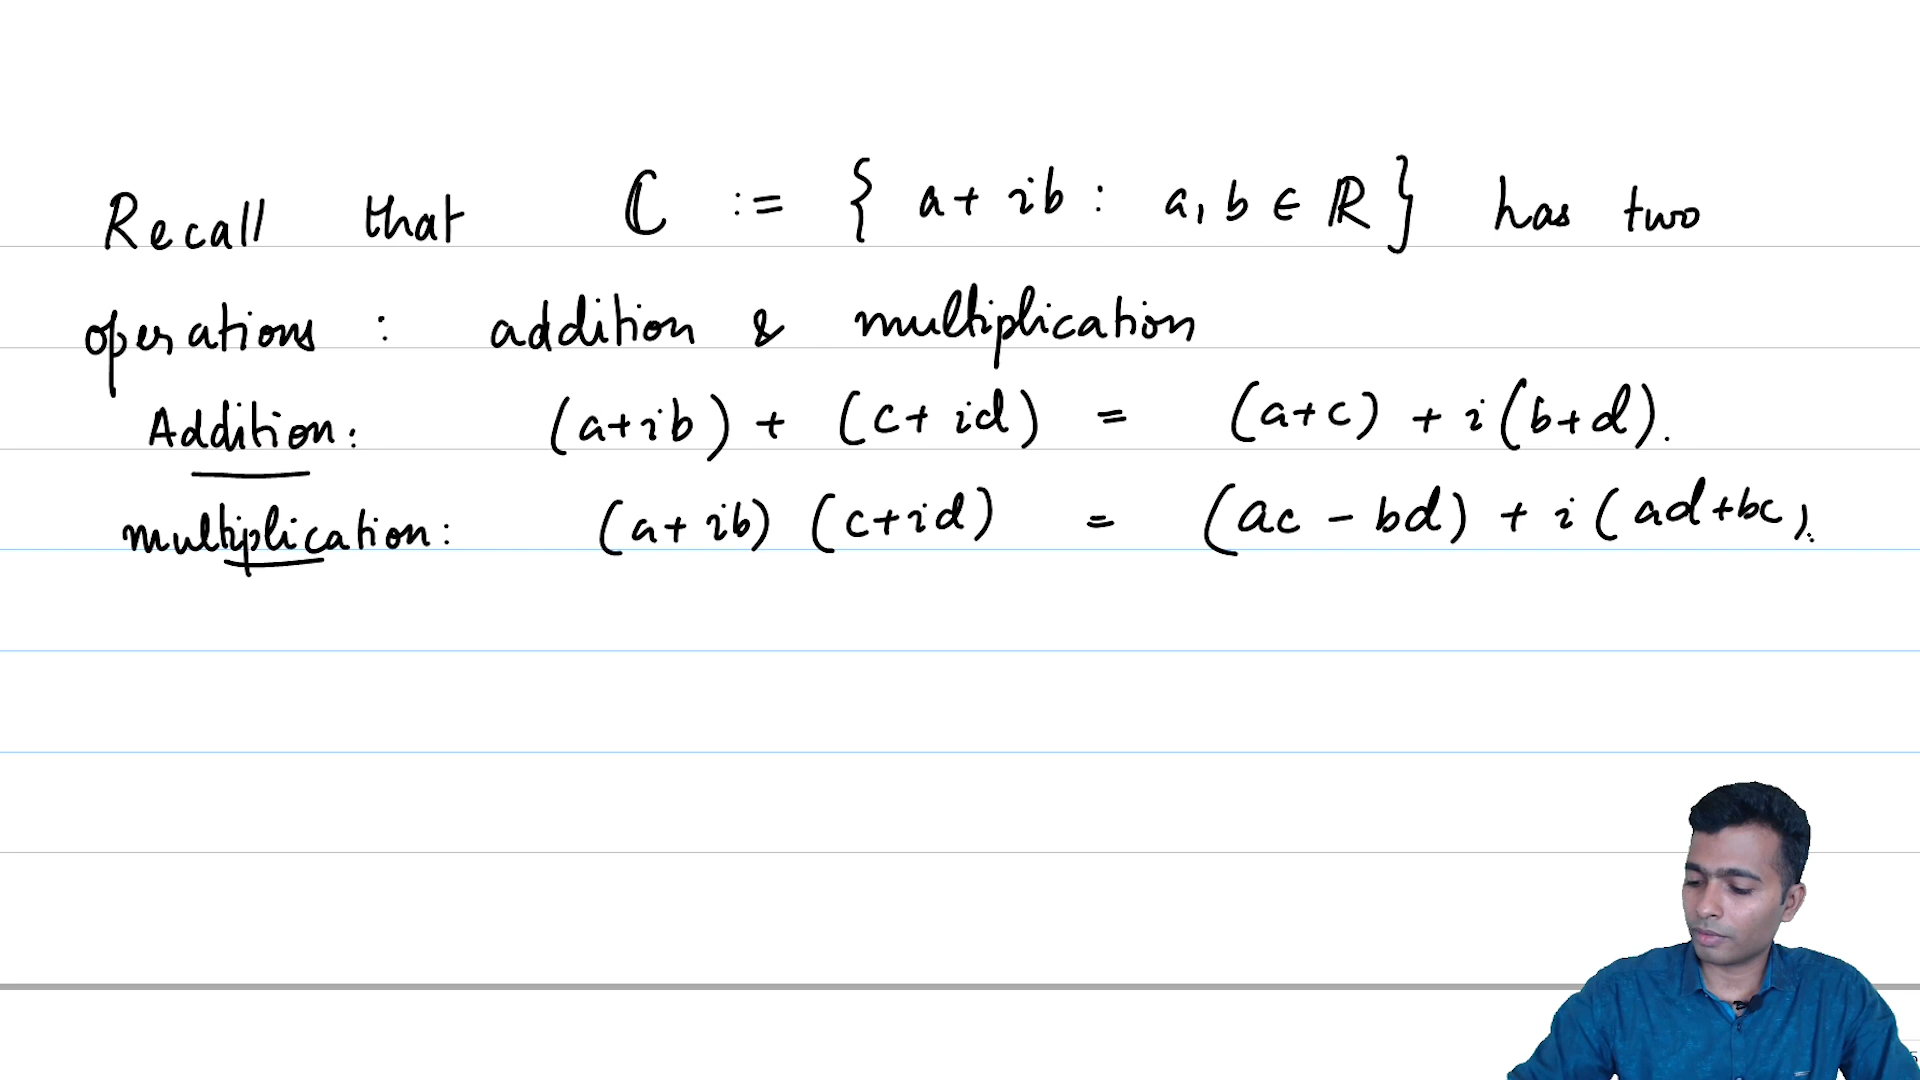 Recall that ℂ := { a + ib : a, b ∈ ℝ } has two
operations : addition & multiplication
Addition: (a+ib) + (c+id) = (a+c) + i(b+d).
multiplication: (a+ib) (c+id) = (ac - bd) + i(ad+bc).